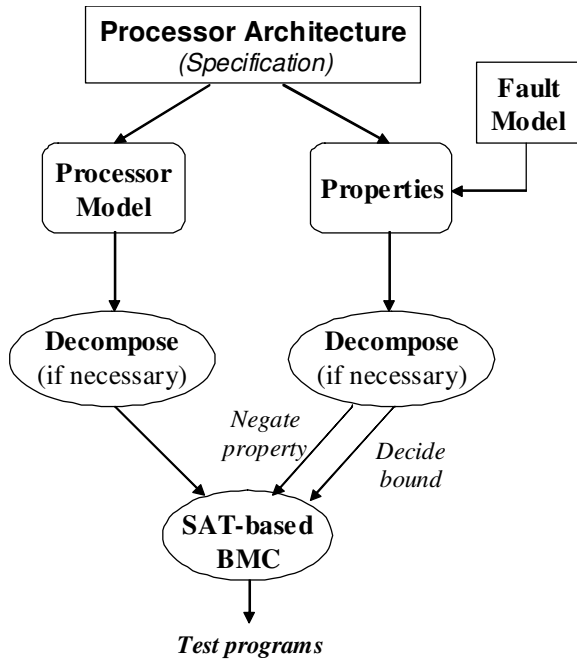 Processor Architecture
(Specification)
Fault
Model
Processor
Model
Properties
Decompose
(if necessary)
Decompose
(if necessary)
Negate
property
Decide
bound
SAT-based
BMC
Test programs